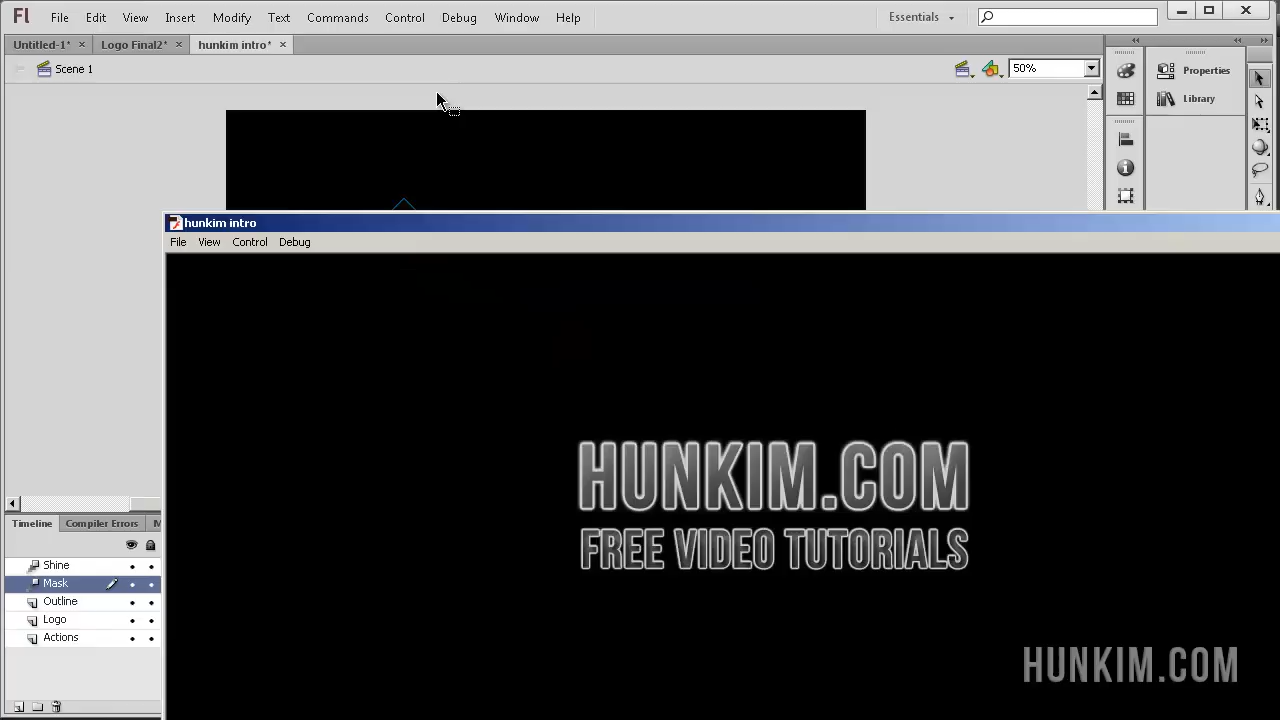 Fl File Edit View Insert Modify Text Commands Control Debug Window Help Essentials
Untitled-1* × Logo Final2* × hunkim intro* ×
Scene 1 50%
Properties
Library
hunkim intro
File View Control Debug
HUNKIM.COM
FREE VIDEO TUTORIALS
Timeline Compiler Errors
Shine
Mask
Outline
Logo
Actions
HUNKIM.COM